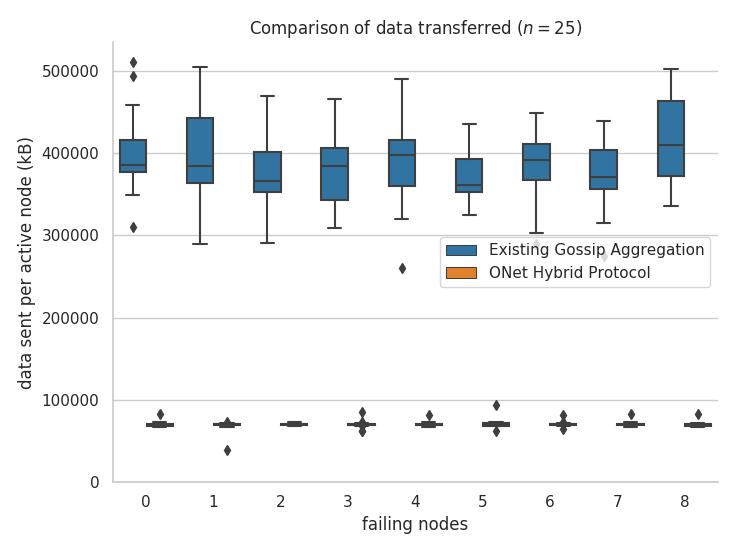 Comparison of data transferred (n = 25)
500000
400000
300000
200000
100000
0
data sent per active node (kB)
Existing Gossip Aggregation
ONet Hybrid Protocol
0 1 2 3 4 5 6 7 8
failing nodes